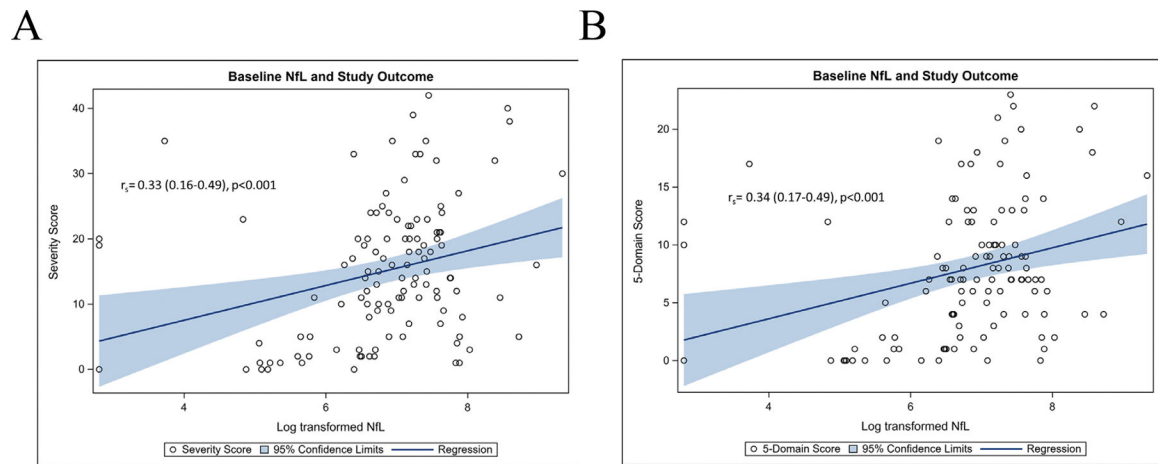 A
Baseline NfL and Study Outcome
40
30
20
10
0
Severity Score
r_s= 0.33 (0.16-0.49), p<0.001
4 6 8
Log transformed NfL
Severity Score 95% Confidence Limits Regression
B
Baseline NfL and Study Outcome
20
15
10
5
0
5-Domain Score
r_s= 0.34 (0.17-0.49), p<0.001
4 6 8
Log transformed NfL
5-Domain Score 95% Confidence Limits Regression